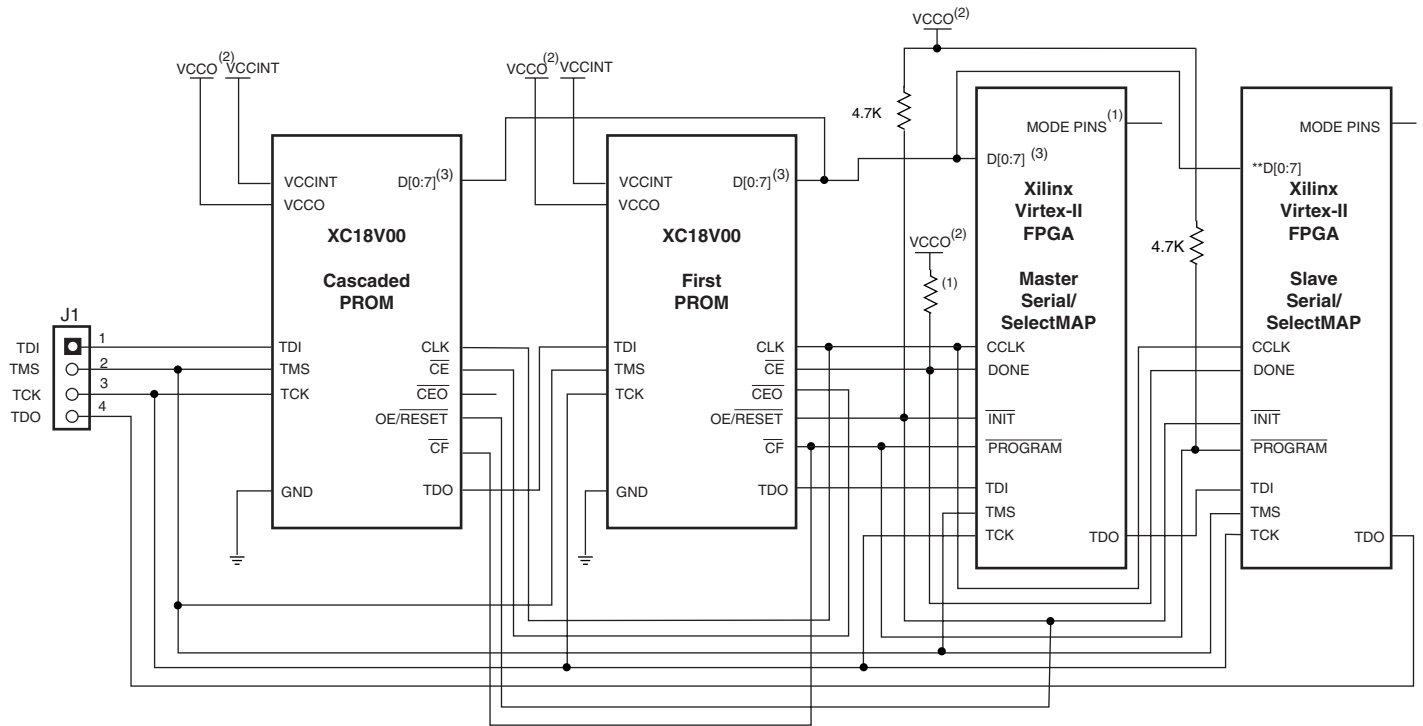 VCCO(2)
VCCO(2) VCCINT
VCCO(2) VCCINT
4.7K
MODE PINS(1)
MODE PINS
VCCINT
D[0:7](3)
VCCINT
D[0:7](3)
D[0:7](3)
**D[0:7]
VCCO
VCCO
XC18V00
Cascaded
PROM
XC18V00
First
PROM
VCCO(2)
(1)
Xilinx
Virtex-II
FPGA
Master
Serial/
SelectMAP
4.7K
Xilinx
Virtex-II
FPGA
Slave
Serial/
SelectMAP
J1
TDI
1
TMS
2
TCK
3
TDO
4
TDI
TMS
TCK
GND
CLK
CE
CEO
OE/RESET
CF
TDO
TDI
TMS
TCK
GND
CLK
CE
CEO
OE/RESET
CF
TDO
CCLK
DONE
INIT
PROGRAM
TDI
TMS
TCK
TDO
CCLK
DONE
INIT
PROGRAM
TDI
TMS
TCK
TDO